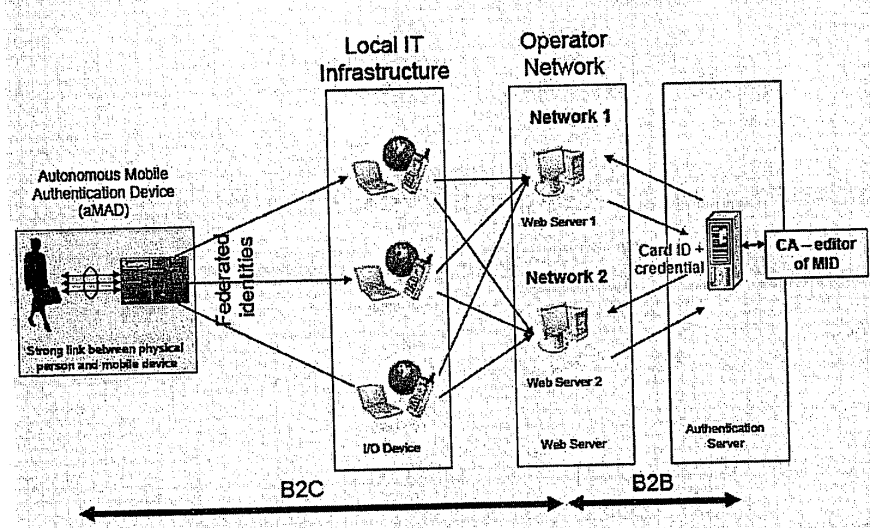 Local IT
Infrastructure
Operator
Network
Network 1
Autonomous Mobile
Authentication Device
(aMAD)
Web Server 1
Federated
identities
Card ID +
credential
CA – editor
of MID
Network 2
Strong link between physical
person and mobile device
Web Server 2
I/O Device
Web Server
Authentication
Server
B2C
B2B